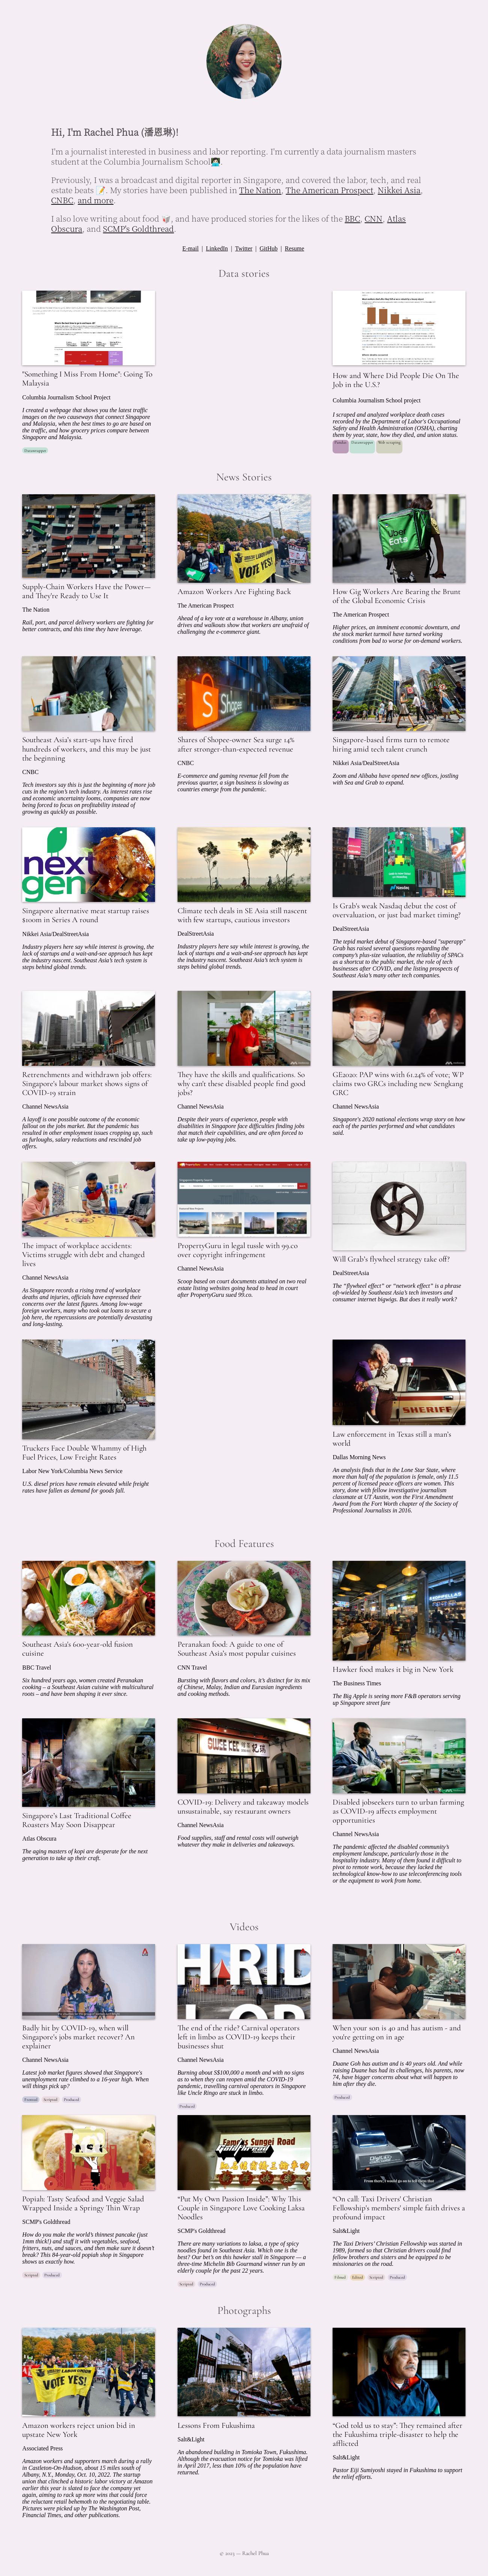 Hi, I'm Rachel Phua (潘恩琳)!
I'm a journalist interested in business and labor reporting. I'm currently a data journalism masters
student at the Columbia Journalism School
Previously, I was a broadcast and digital reporter in Singapore, and covered the labor, tech, and real
estate beats 📝. My stories have been published in The Nation, The American Prospect, Nikkei Asia,
CNBC, and more.
I also love writing about food 🥡, and have produced stories for the likes of the BBC, CNN, Atlas
Obscura, and SCMP's Goldthread.
E-mail | LinkedIn | Twitter | GitHub | Resume
Data stories
"Something I Miss From Home": Going To
Malaysia
Columbia Journalism School Project
I created a webpage that shows you the latest traffic
images on the two causeways that connect Singapore
and Malaysia, when the best times to go are based on
the traffic, and how grocery prices compare between
Singapore and Malaysia.
How and Where Did People Die On The
Job in the U.S.?
Columbia Journalism School project
I scraped and analyzed workplace death cases
recorded by the Department of Labor's Occupational
Safety and Health Administration (OSHA), charting
them by year, state, how they died, and union status.
Web scraping
News Stories
Supply-Chain Workers Have the Power—
and They're Ready to Use It
The Nation
Rail, port, and parcel delivery workers are fighting for
better contracts, and this time they have leverage.
VOTE YES!
Amazon Workers Are Fighting Back
The American Prospect
Ahead of a key vote at a warehouse in Albany, union
drives and walkouts show that workers are unafraid of
challenging the e-commerce giant.
Uber
Eats
How Gig Workers Are Bearing the Brunt
of the Global Economic Crisis
The American Prospect
Higher prices, an imminent economic downturn, and
the stock market turmoil have turned working
conditions from bad to worse for on-demand workers.
Southeast Asia's start-ups have fired
hundreds of workers, and this may be just
the beginning
CNBC
Tech investors say this is just the beginning of more job
cuts in the region's tech industry. As interest rates rise
and economic uncertainty looms, companies are now
being forced to focus on profitability instead of
growing as quickly as possible.
Shopee
Shares of Shopee-owner Sea surge 14%
after stronger-than-expected revenue
CNBC
E-commerce and gaming revenue fell from the
previous quarter, a sign business is slowing as
countries emerge from the pandemic.
Singapore-based firms turn to remote
hiring amid tech talent crunch
Nikkei Asia/DealStreetAsia
Zoom and Alibaba have opened new offices, jostling
with Sea and Grab to expand.
next
gen
Singapore alternative meat startup raises
$100m in Series A round
Nikkei Asia/DealStreetAsia
Industry players here say while interest is growing, the
lack of startups and a wait-and-see approach has kept
the industry nascent. Southeast Asia's tech system is
steps behind global trends.
Climate tech deals in SE Asia still nascent
with few startups, cautious investors
DealStreetAsia
Industry players here say while interest is growing, the
lack of startups and a wait-and-see approach has kept
the industry nascent. Southeast Asia's tech system is
steps behind global trends.
Is Grab's weak Nasdaq debut the cost of
overvaluation, or just bad market timing?
DealStreetAsia
The tepid market debut of Singapore-based "superapp"
Grab has raised several questions regarding the
company's plus-size valuation, the reliability of SPACs
as a shortcut to the public market, the role of tech
businesses after COVID, and the listing prospects of
Southeast Asia's many other tech companies.
Retrenchments and withdrawn job offers:
Singapore's labour market shows signs of
COVID-19 strain
Channel NewsAsia
A layoff is one possible outcome of the economic
fallout on the jobs market. But the pandemic has
resulted in other employment issues cropping up, such
as furloughs, salary reductions and rescinded job
offers.
They have the skills and qualifications. So
why can't these disabled people find good
jobs?
Channel NewsAsia
Despite their years of experience, people with
disabilities in Singapore face difficulties finding jobs
that match their capabilities, and are often forced to
take up low-paying jobs.
GE2020: PAP wins with 61.24% of vote; WP
claims two GRCs including new Sengkang
GRC
Channel NewsAsia
Singapore's 2020 national elections wrap story on how
each of the parties performed and what candidates
said.
The impact of workplace accidents:
Victims struggle with debt and changed
lives
Channel NewsAsia
As Singapore records a rising trend of workplace
deaths and injuries, officials have expressed their
concerns over the latest figures. Among low-wage
foreign workers, many who took out loans to secure a
job here, the repercussions are potentially devastating
and long-lasting.
PropertyGuru in legal tussle with 99.co
over copyright infringement
Channel NewsAsia
Scoop based on court documents attained on two real
estate listing websites going head to head in court
after PropertyGuru sued 99.co.
Will Grab's flywheel strategy take off?
DealStreetAsia
The "flywheel effect" or "network effect" is a phrase
oft-wielded by Southeast Asia's tech investors and
consumer internet bigwigs. But does it really work?
Truckers Face Double Whammy of High
Fuel Prices, Low Freight Rates
Labor New York/Columbia News Service
U.S. diesel prices have remain elevated while freight
rates have fallen as demand for goods fall.
SHERIFF
Law enforcement in Texas still a man's
world
Dallas Morning News
An analysis finds that in the Lone Star State, where
more than half of the population is female, only 11.5
percent of licensed peace officers are women. This
story, done with fellow investigative journalism
classmate at UT Austin, won the First Amendment
Award from the Fort Worth chapter of the Society of
Professional Journalists in 2016.
Food Features
Southeast Asia's 600-year-old fusion
cuisine
BBC Travel
Six hundred years ago, women created Peranakan
cooking – a Southeast Asian cuisine with multicultural
roots – and have been shaping it ever since.
Peranakan food: A guide to one of
Southeast Asia's most popular cuisines
CNN Travel
Bursting with flavors and colors, it's distinct for its mix
of Chinese, Malay, Indian and Eurasian ingredients
and cooking methods.
Hawker food makes it big in New York
The Business Times
The Big Apple is seeing more F&B operators serving
up Singapore street fare
Singapore's Last Traditional Coffee
Roasters May Soon Disappear
Atlas Obscura
The aging masters of kopi are desperate for the next
generation to take up their craft.
GWEE KEE
COVID-19: Delivery and takeaway models
unsustainable, say restaurant owners
Channel NewsAsia
Food supplies, staff and rental costs will outweigh
whatever they make in deliveries and takeaways.
Disabled jobseekers turn to urban farming
as COVID-19 affects employment
opportunities
Channel NewsAsia
The pandemic affected the disabled community's
employment landscape, particularly those in the
hospitality industry. Many of them found it difficult to
pivot to remote work, because they lacked the
technological know-how to use teleconferencing tools
or the equipment to work from home.
Videos
Badly hit by COVID-19, when will
Singapore's jobs market recover? An
explainer
Channel NewsAsia
Latest job market figures showed that Singapore's
unemployment rate climbed to a 16-year high. When
will things pick up?
Scripted Produced
The end of the ride? Carnival operators
left in limbo as COVID-19 keeps their
businesses shut
Channel NewsAsia
Burning about S$100,000 a month and with no signs
as to when they can reopen amid the COVID-19
pandemic, travelling carnival operators in Singapore
like Uncle Ringo are stuck in limbo.
Produced
When your son is 40 and has autism - and
you're getting on in age
Channel NewsAsia
Duane Goh has autism and is 40 years old. And while
raising Duane has had its challenges, his parents, now
74, have bigger concerns about what will happen to
him after they die.
Produced
Popiah: Tasty Seafood and Veggie Salad
Wrapped Inside a Springy Thin Wrap
SCMP's Goldthread
How do you make the world's thinnest pancake (just
1mm thick!) and stuff it with vegetables, seafood,
fritters, nuts, and sauces, and then make sure it doesn't
break? This 84-year-old popiah shop in Singapore
shows us exactly how.
Scripted Produced
Famous Sungei Road
"Put My Own Passion Inside": Why This
Couple in Singapore Love Cooking Laksa
Noodles
SCMP's Goldthread
There are many variations to laksa, a type of spicy
noodles found in Southeast Asia. Which one is the
best? Our bet's on this hawker stall in Singapore — a
three-time Michelin Bib Gourmand winner run by an
elderly couple for the past 22 years.
Scripted Produced
"On call: Taxi Drivers' Christian
Fellowship's members' simple faith drives a
profound impact
Salt&Light
The Taxi Drivers' Christian Fellowship was started in
1989, formed so that Christian drivers could find
fellow brothers and sisters and be equipped to be
missionaries on the road.
Filmed Edited Scripted Produced
Photographs
VOTE YES!
Amazon workers reject union bid in
upstate New York
Associated Press
Amazon workers and supporters march during a rally
in Castleton-On-Hudson, about 15 miles south of
Albany, N.Y., Monday, Oct. 10, 2022. The startup
union that clinched a historic labor victory at Amazon
earlier this year is slated to face the company yet
again, aiming to rack up more wins that could force
the reluctant retail behemoth to the negotiating table.
Pictures were picked up by The Washington Post,
Financial Times, and other publications.
Lessons From Fukushima
Salt&Light
An abandoned building in Tomioka Town, Fukushima.
Although the evacuation notice for Tomioka was lifted
in April 2017, less than 10% of the population have
returned.
"God told us to stay": They remained after
the Fukushima triple-disaster to help the
afflicted
Salt&Light
Pastor Eiji Sumiyoshi stayed in Fukushima to support
the relief efforts.
© 2023 — Rachel Phua